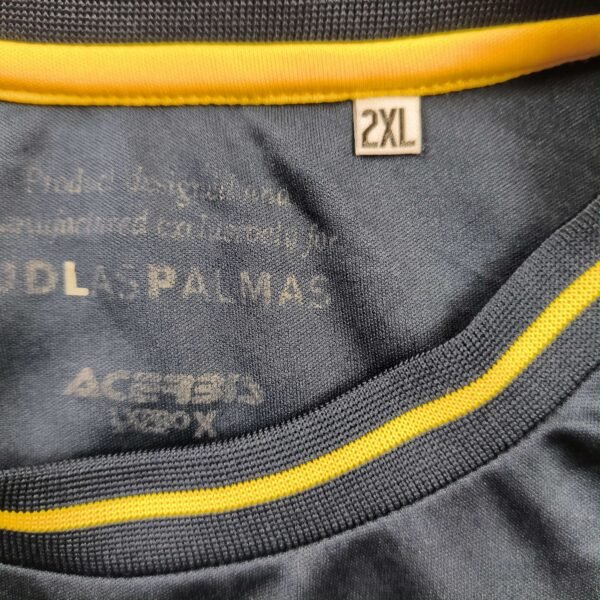 2XL
Product designed and
manufactured exclusively for
UDLASPALMAS
ACERBIS
X